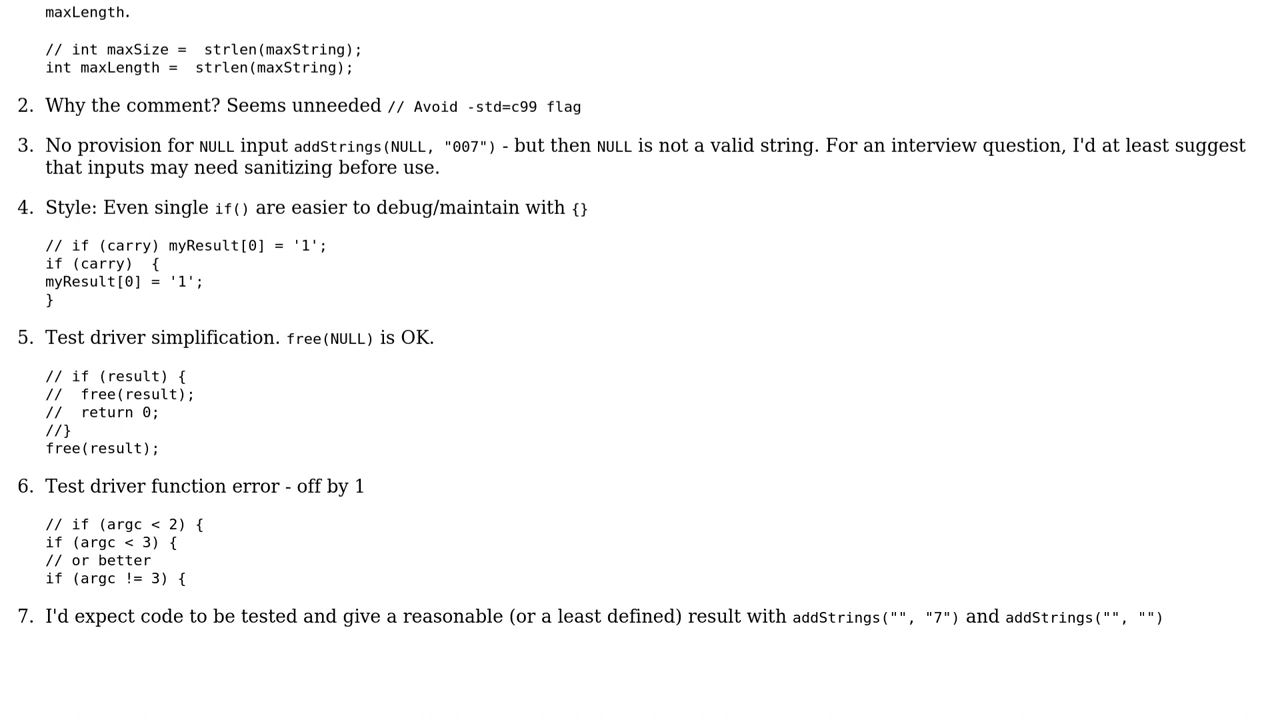 maxLength.
// int maxSize =  strlen(maxString);
int maxLength =  strlen(maxString);
2. Why the comment? Seems unneeded // Avoid -std=c99 flag
3. No provision for NULL input addStrings(NULL, "007") - but then NULL is not a valid string. For an interview question, I'd at least suggest
that inputs may need sanitizing before use.
4. Style: Even single if() are easier to debug/maintain with {}
// if (carry) myResult[0] = '1';
if (carry)  {
myResult[0] = '1';
}
5. Test driver simplification. free(NULL) is OK.
// if (result) {
//  free(result);
//  return 0;
//}
free(result);
6. Test driver function error - off by 1
// if (argc < 2) {
if (argc < 3) {
// or better
if (argc != 3) {
7. I'd expect code to be tested and give a reasonable (or a least defined) result with addStrings("", "7") and addStrings("", "")